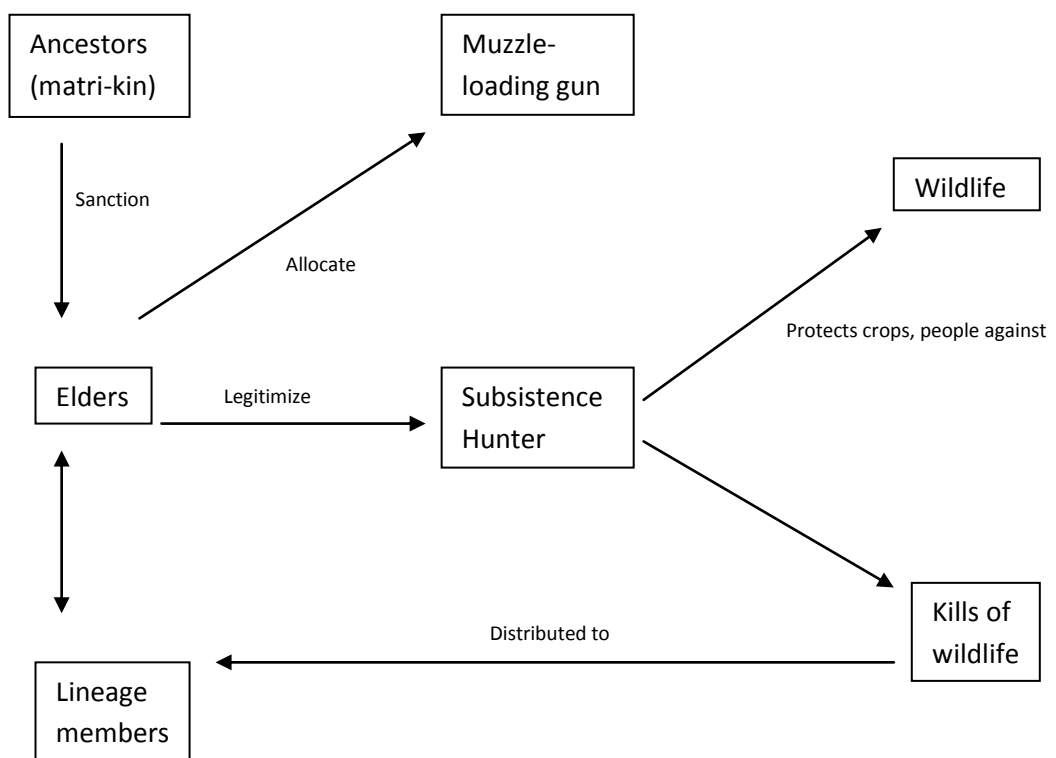 Ancestors
(matri-kin)
Muzzle-
loading gun
Wildlife
Sanction
Allocate
Protects crops, people against
Elders
Legitimize
Subsistence
Hunter
Kills of
wildlife
Distributed to
Lineage
members